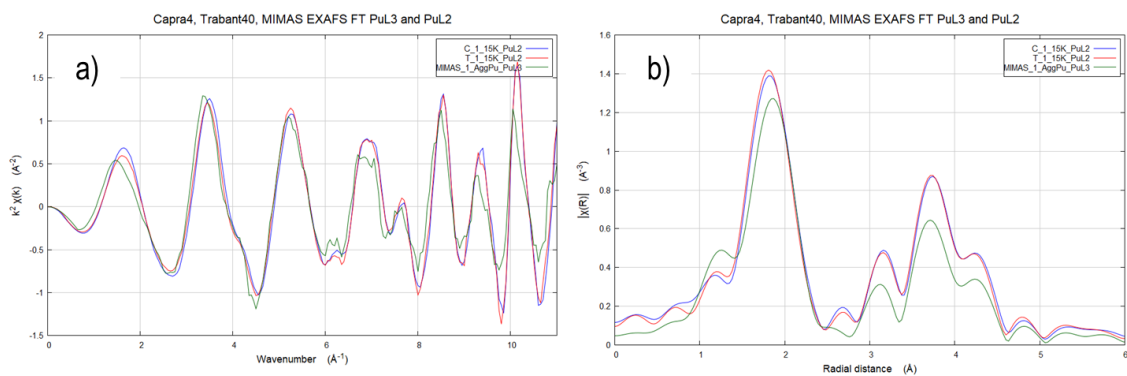 Capra4, Trabant40, MIMAS EXAFS FT PuL3 and PuL2
a)
C_1_15K_PuL2
T_1_15K_PuL2
MIMAS_1_AggPu_PuL3
k² χ(k) (A⁻²)
2
1.5
1
0.5
0
-0.5
-1
-1.5
0 2 4 6 8 10
Wavenumber (Å⁻¹)
Capra4, Trabant40, MIMAS EXAFS FT PuL3 and PuL2
b)
C_1_15K_PuL2
T_1_15K_PuL2
MIMAS_1_AggPu_PuL3
|χ(R)| (A⁻³)
1.6
1.4
1.2
1
0.8
0.6
0.4
0.2
0
0 1 2 3 4 5 6
Radial distance (Å)